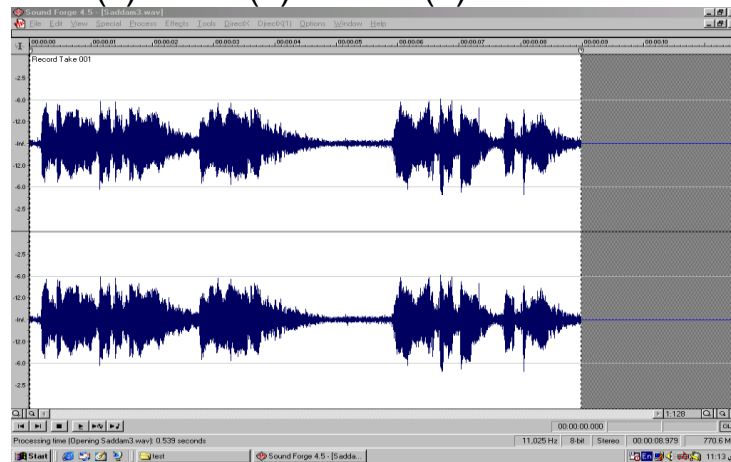 Sound Forge 4.5 - [Saddam3.wav]
File Edit View Special Process Effects Tools DirectX DirectX(1) Options Window Help
00:00:00 00:00:01 00:00:02 00:00:03 00:00:04 00:00:05 00:00:06 00:00:07 00:00:08 00:00:09 00:00:10
Record Take 001
-2.5
-6.0
-12.0
-Inf.
-12.0
-6.0
-2.5
-2.5
-6.0
-12.0
-Inf.
-12.0
-6.0
-2.5
1:128
00:00:00.000
Processing time (Opening Saddam3.wav): 0.539 seconds 11,025 Hz 8-bit Stereo 00:00:08.979 770.6 M
Start test Sound Forge 4.5 - [Sadda... En 11:13